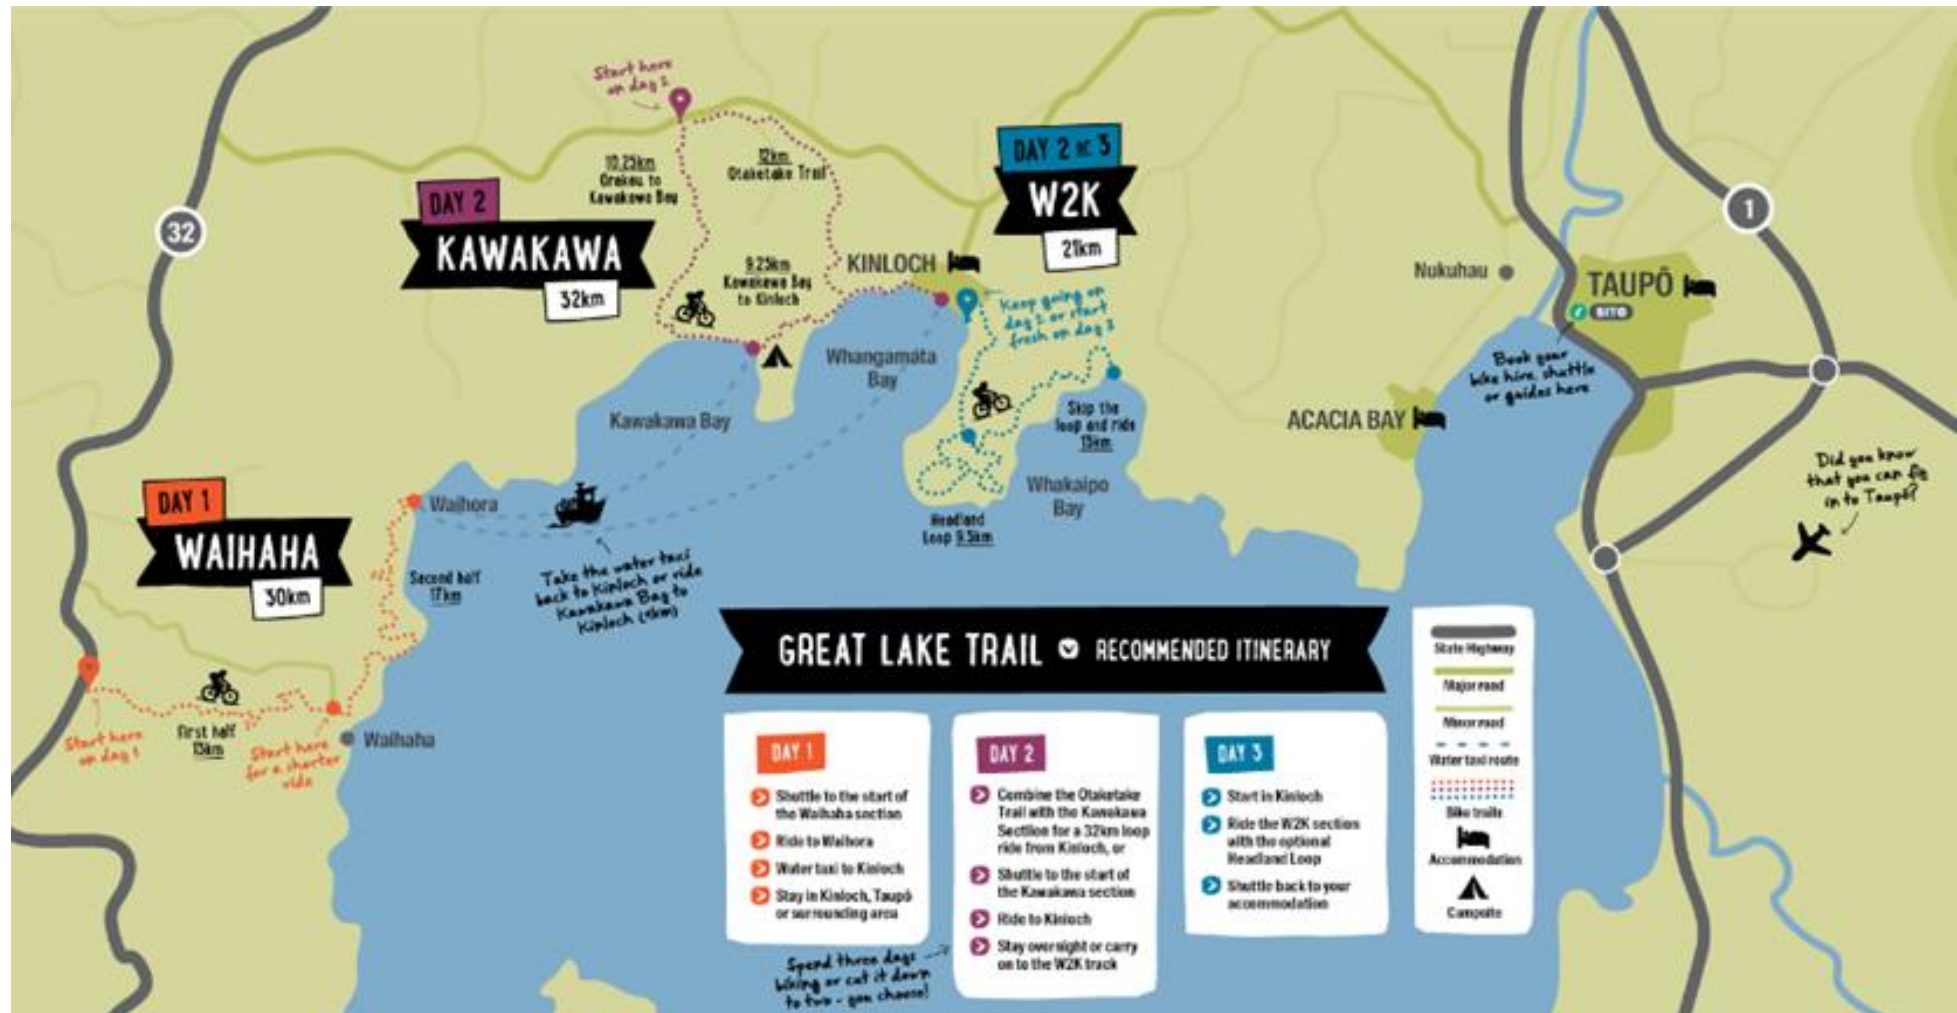 Start here
on day 2
32
10.25km
Orakau to
Kawakawa Bay
12km
Otaketake Trail
DAY 2 or 3
W2K
21km
DAY 2
KAWAKAWA
32km
9.25km
Kawakawa Bay
to Kinloch
KINLOCH
Keep going on
day 2 or start
fresh on day 3
1
Nukuhau
TAUPŌ
i SITE
Book your
bike hire, shuttle
or guides here
Whangamata
Bay
Kawakawa Bay
Skip the
loop and ride
13km
ACACIA BAY
Did you know
that you can fly
in to Taupō?
DAY 1
WAIHAHA
30km
Waihora
Whakaipo
Bay
Headland
Loop 9.5km
Second half
17km
Take the water taxi
back to Kinloch or ride
Kawakawa Bay to
Kinloch
Start here
on day 1
First half
13km
Start here
for a shorter
ride
Waihaha
GREAT LAKE TRAIL RECOMMENDED ITINERARY
DAY 1
Shuttle to the start of
the Waihaha section
Ride to Waihora
Water taxi to Kinloch
Stay in Kinloch, Taupō
or surrounding area
DAY 2
Combine the Otaketake
Trail with the Kawakawa
Section for a 32km loop
ride from Kinloch, or
Shuttle to the start of
the Kawakawa section
Ride to Kinloch
Stay overnight or carry
on to the W2K track
DAY 3
Start in Kinloch
Ride the W2K section
with the optional
Headland Loop
Shuttle back to your
accommodation
Spend three days
biking or cut it down
to two - you choose!
State Highway
Major road
Minor road
Water taxi route
Bike trails
Accommodation
Campsite